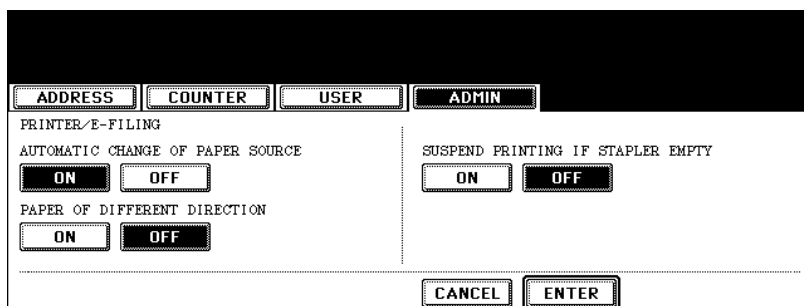 ADDRESS COUNTER USER ADMIN
PRINTER/E-FILING
AUTOMATIC CHANGE OF PAPER SOURCE
ON OFF
PAPER OF DIFFERENT DIRECTION
ON OFF
SUSPEND PRINTING IF STAPLER EMPTY
ON OFF
CANCEL ENTER